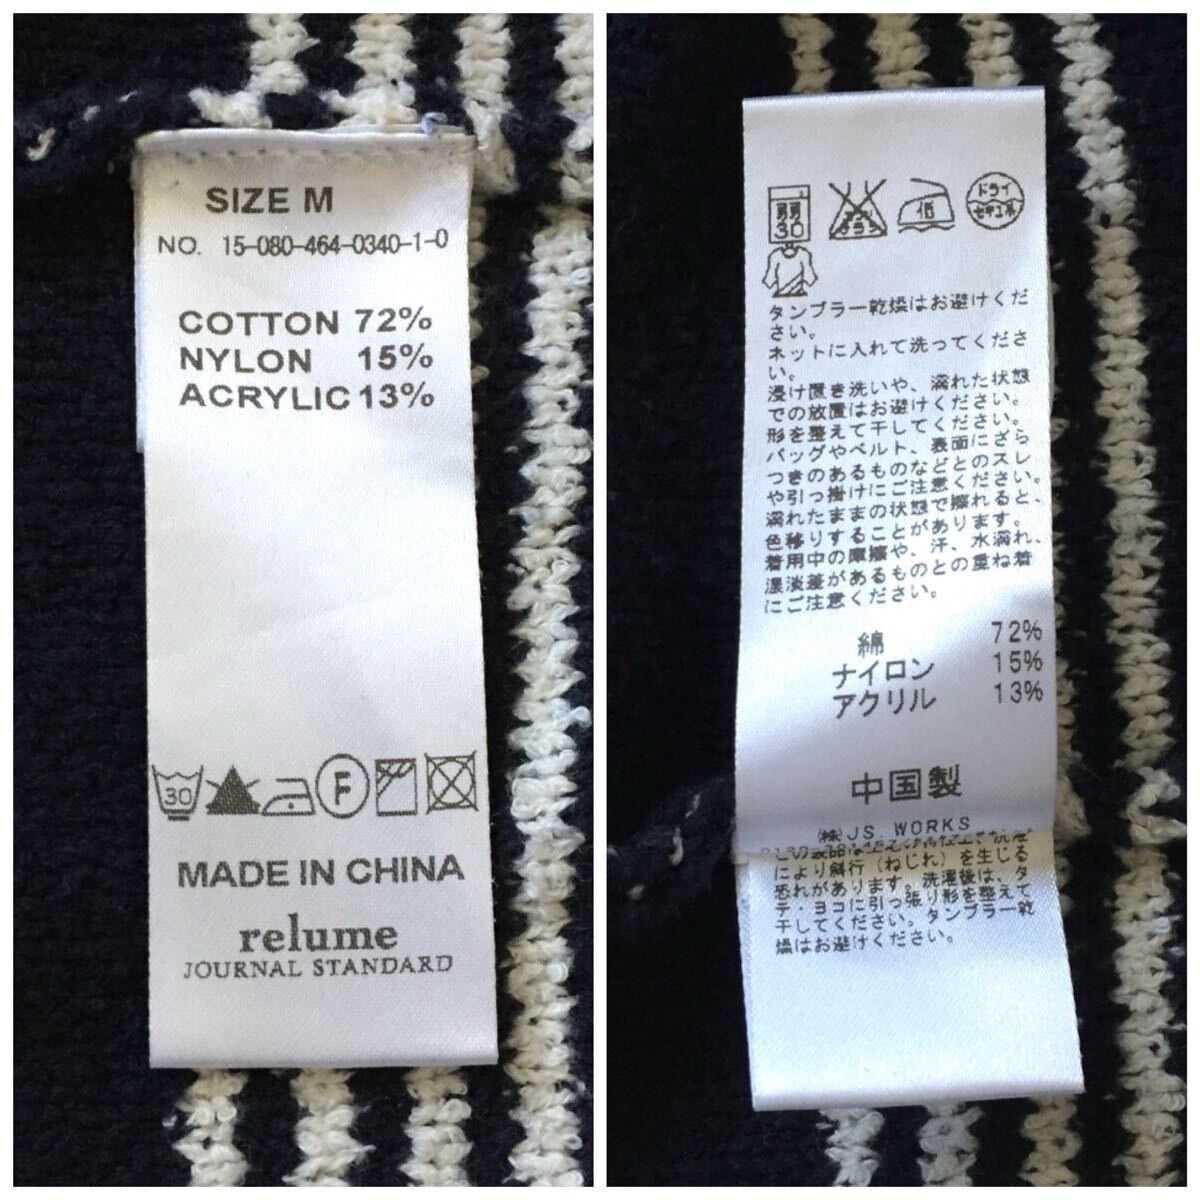 SIZE M
NO. 15-080-464-0340-1-0
COTTON 72%
NYLON 15%
ACRYLIC 13%
30
F
MADE IN CHINA
relume
JOURNAL STANDARD
弱
30
低
ドライ
セキユ系
タンブラー乾燥はお避けくだ
さい。
ネットに入れて洗ってくださ
い。
浸け置き洗いや、濡れた状態
での放置はお避けください。
形を整えて干してください。
バッグやベルト、表面にざら
つきのあるものなどとのスレ
や引っ掛けにご注意ください。
濡れたままの状態で擦れると、
色移りすることがあります。
着用中の摩擦や、汗、水濡れ、
濃淡差があるものとの重ね着
にご注意ください。
綿 72%
ナイロン 15%
アクリル 13%
中国製
㈱JS.WORKS
この製品は
により斜行（ねじれ）を生じる
恐れがあります。洗濯後は、タ
テ・ヨコに引っ張り形を整えて
干してください。タンブラー乾
燥はお避けください。